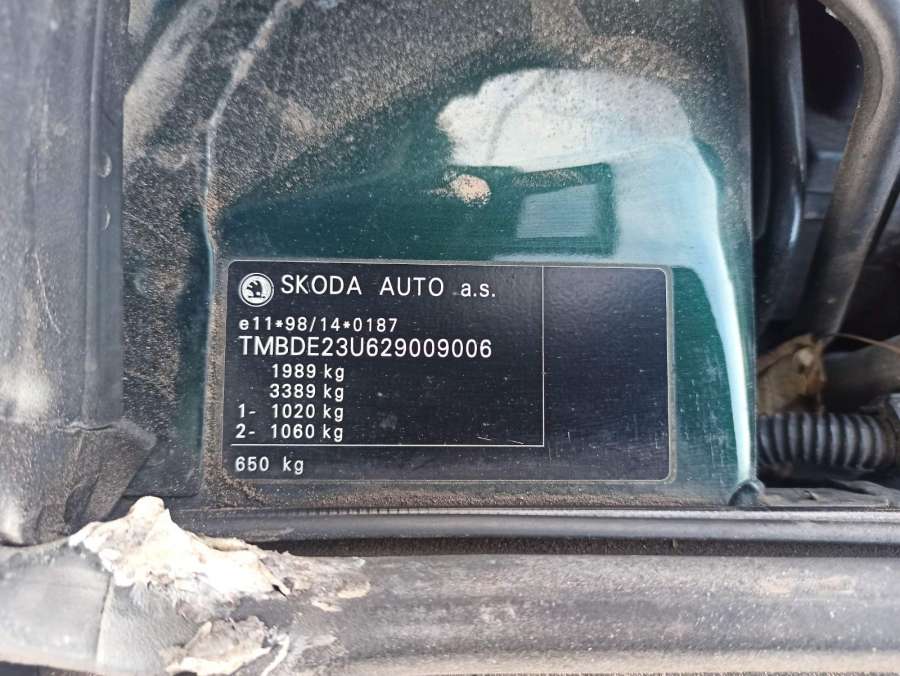 SKODA AUTO a.s.
e11*98/14*0187
TMBDE23U629009006
1989 kg
3389 kg
1- 1020 kg
2- 1060 kg
650 kg